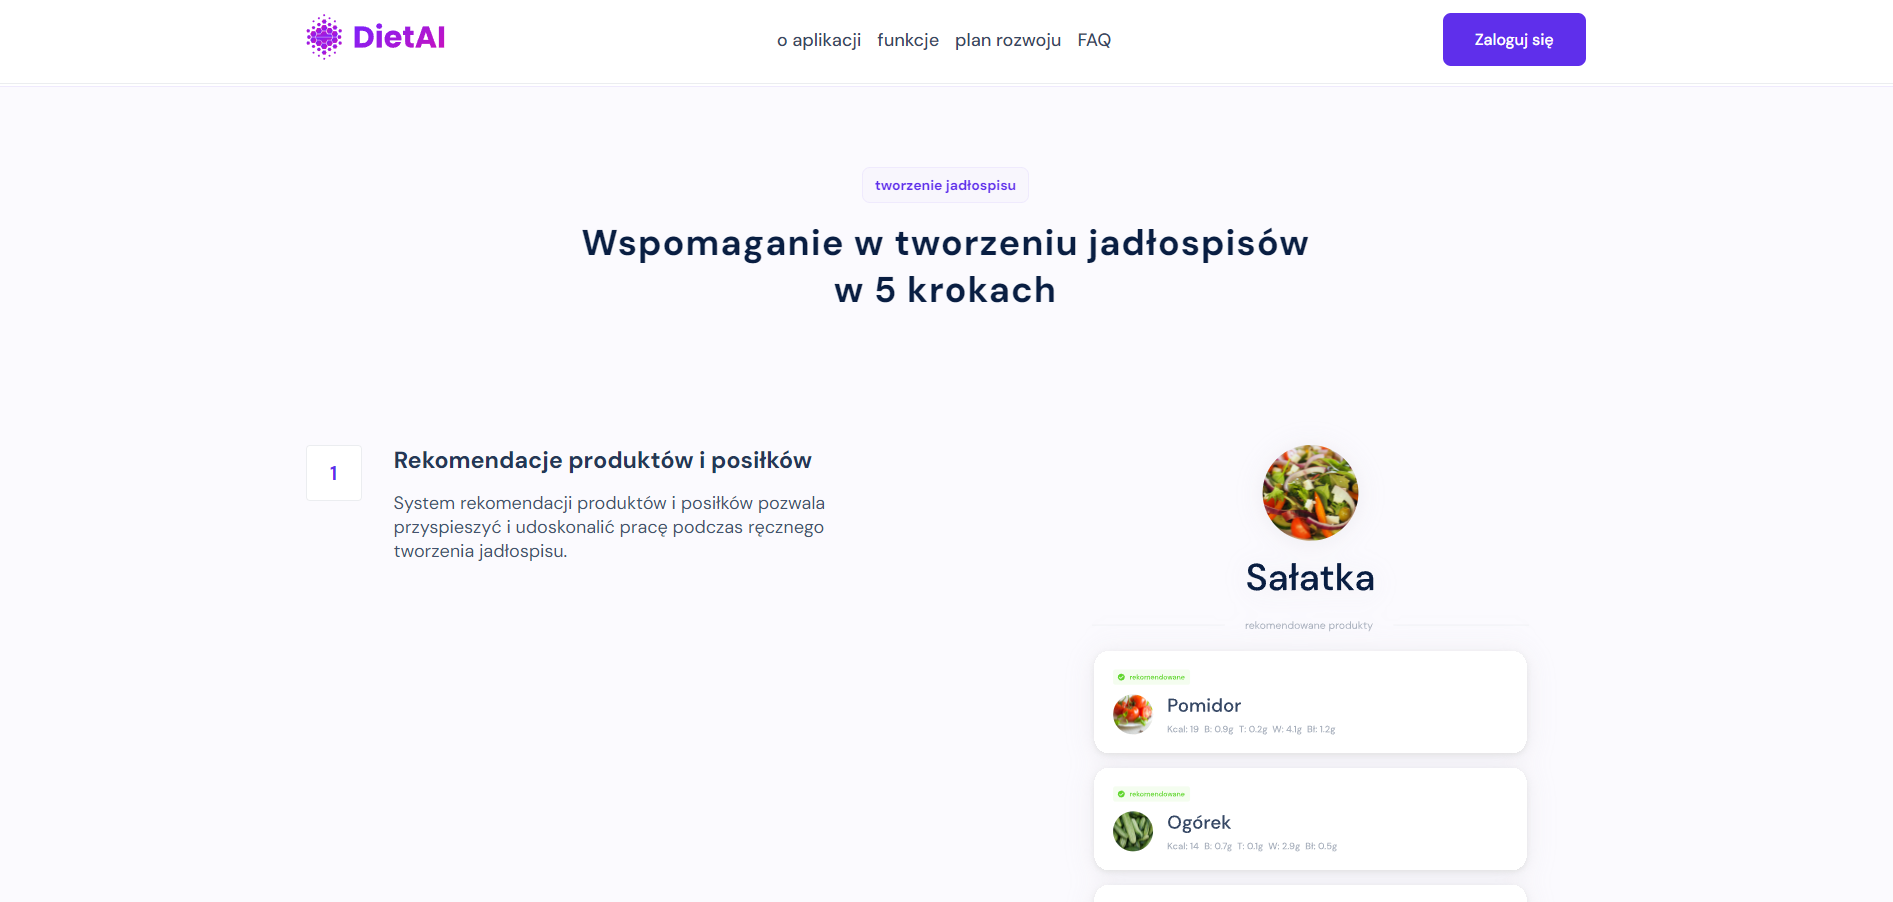 DietAI
o aplikacji funkcje plan rozwoju FAQ
Zaloguj się
tworzenie jadłospisu
Wspomaganie w tworzeniu jadłospisów
w 5 krokach
1
Rekomendacje produktów i posiłków
System rekomendacji produktów i posiłków pozwala
przyspieszyć i udoskonalić pracę podczas ręcznego
tworzenia jadłospisu.
Sałatka
rekomendowane produkty
rekomendowane
Pomidor
Kcal: 19 B: 0.9g T: 0.2g W: 4.1g Bł: 1.2g
rekomendowane
Ogórek
Kcal: 14 B: 0.7g T: 0.1g W: 2.9g Bł: 0.5g